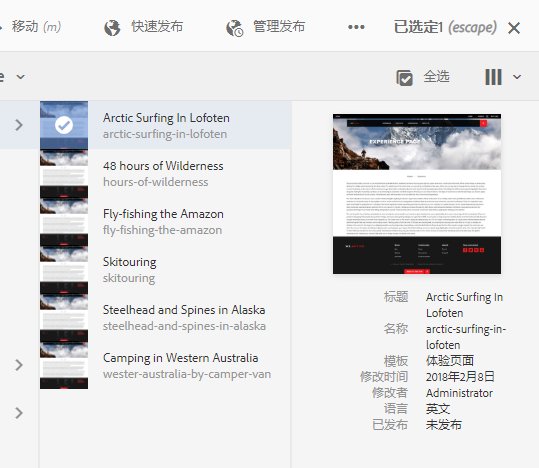 移动 (m)
快速发布
管理发布
已选定1 (escape)
全选
Arctic Surfing In Lofoten
arctic-surfing-in-lofoten
48 hours of Wilderness
hours-of-wilderness
Fly-fishing the Amazon
fly-fishing-the-amazon
Skitouring
skitouring
Steelhead and Spines in Alaska
steelhead-and-spines-in-alaska
Camping in Western Australia
wester-australia-by-camper-van
EXPERIENCE PAGE
标题 Arctic Surfing In
Lofoten
名称 arctic-surfing-in-
lofoten
模板 体验页面
修改时间 2018年2月8日
修改者 Administrator
语言 英文
已发布 未发布